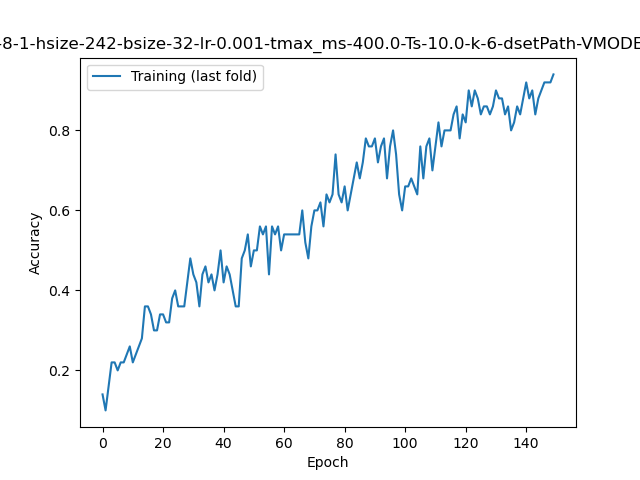 -8-1-hsize-242-bsize-32-lr-0.001-tmax_ms-400.0-Ts-10.0-k-6-dsetPath-VMODE
Training (last fold)
0.8
0.6
0.4
0.2
Accuracy
0 20 40 60 80 100 120 140
Epoch